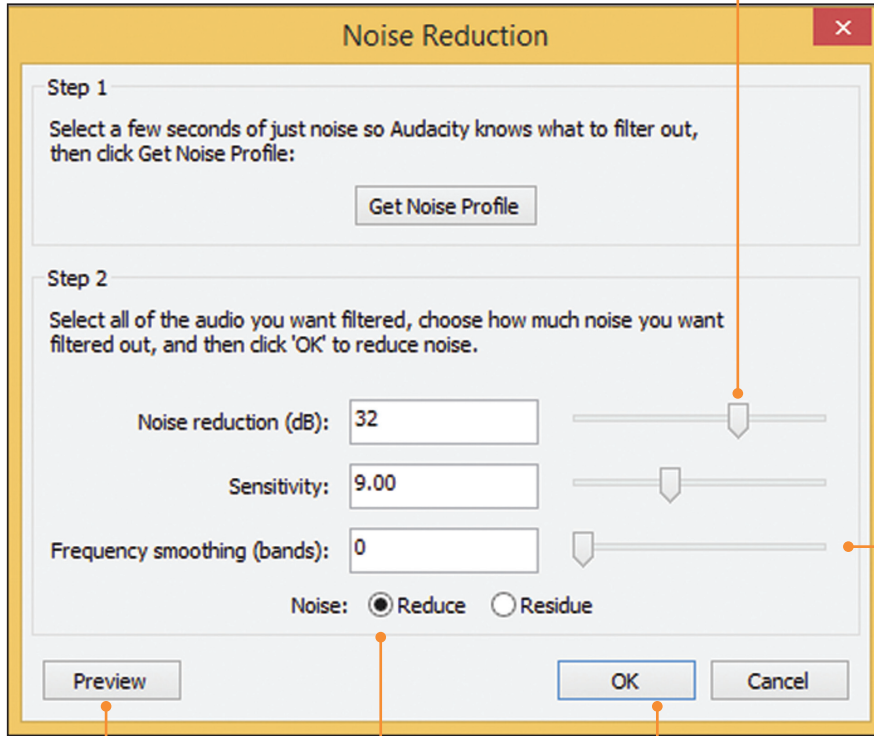 Noise Reduction
Step 1
Select a few seconds of just noise so Audacity knows what to filter out,
then click Get Noise Profile:
Get Noise Profile
Step 2
Select all of the audio you want filtered, choose how much noise you want
filtered out, and then click 'OK' to reduce noise.
Noise reduction (dB): 32
Sensitivity: 9.00
Frequency smoothing (bands): 0
Noise: Reduce Residue
Preview OK Cancel